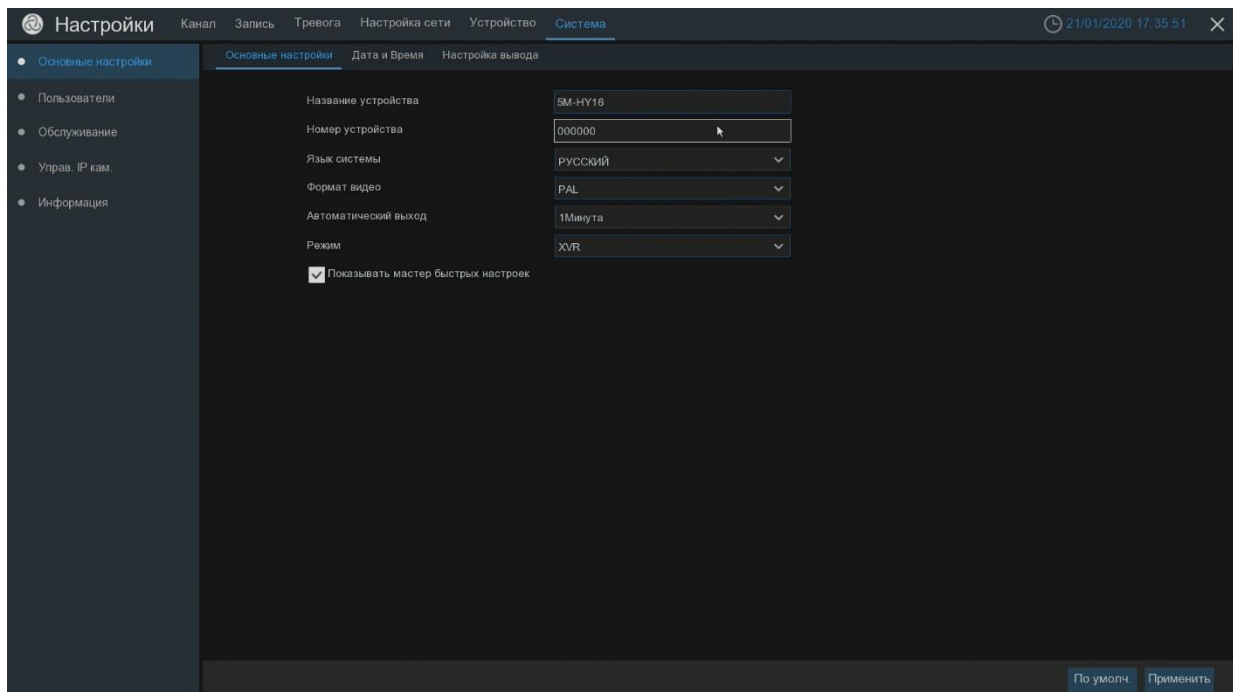 Настройки Канал Запись Тревога Настройка сети Устройство Система 21/01/2020 17:35:51
Основные настройки Дата и Время Настройка вывода
Основные настройки
Пользователи
Обслуживание
Управ. IP кам.
Информация
Название устройства 5M-HY16
Номер устройства 000000
Язык системы РУССКИЙ
Формат видео PAL
Автоматический выход 1Минута
Режим XVR
Показывать мастер быстрых настроек
По умолч. Применить